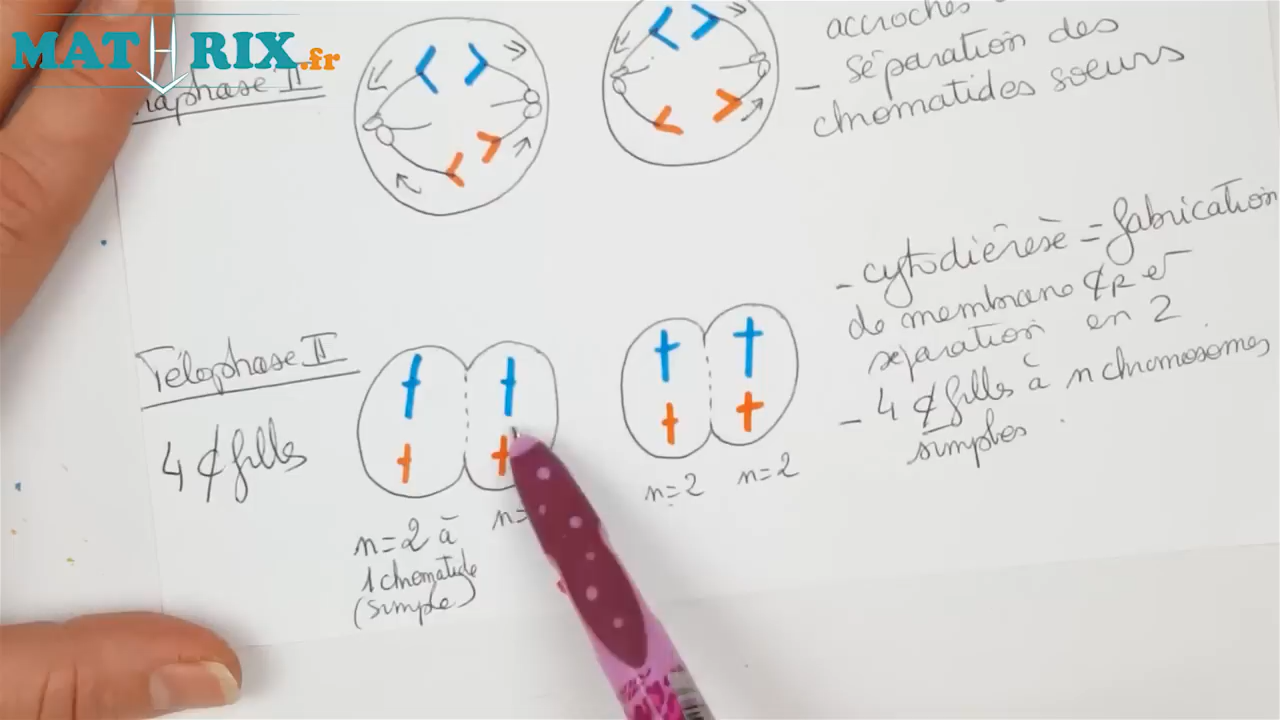 MATHRIX.fr
anaphase II
accrochés
- séparation des
chromatides soeurs
- cytodiérèse = fabrication
de membrane ¢R et
séparation en 2
- 4 ¢ filles à n chromosomes
simples.
Télophase II
4 ¢ filles
n=2 à
1 chromatide
(simple)
n=
n=2
n=2